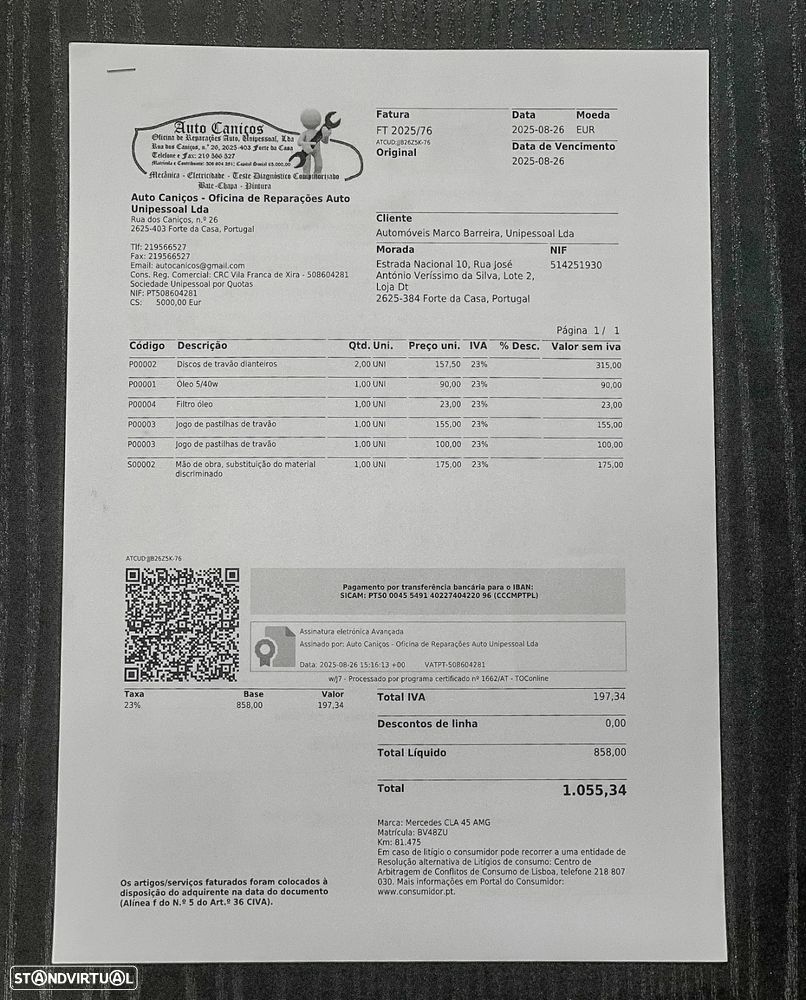 Auto Caniços
Oficina de Reparações Auto, Unipessoal, Lda
Rua dos Caniços, n.º 26, 2625-403 Forte da Casa
Telefone e Fax: 219 566 527
Mecânica - Eletricidade - Teste Diagnóstico Computorizado
Bate-Chapa - Pintura
Auto Caniços - Oficina de Reparações Auto
Unipessoal Lda
Rua dos Caniços, n.º 26
2625-403 Forte da Casa, Portugal
Tlf: 219566527
Fax: 219566527
Email: autocanicos@gmail.com
Cons. Reg. Comercial: CRC Vila Franca de Xira - 508604281
Sociedade Unipessoal por Quotas
NIF: PT508604281
CS: 5000,00 Eur
Fatura Data Moeda
FT 2025/76 2025-08-26 EUR
ATCUD:JJB26Z5K-76
Original
Data de Vencimento
2025-08-26
Cliente
Automóveis Marco Barreira, Unipessoal Lda
Morada NIF
Estrada Nacional 10, Rua José 514251930
António Veríssimo da Silva, Lote 2,
Loja Dt
2625-384 Forte da Casa, Portugal
Página 1 / 1
Código Descrição Qtd. Uni. Preço uni. IVA % Desc. Valor sem iva
P00002 Discos de travão dianteiros 2,00 UNI 157,50 23% 315,00
P00001 Óleo 5/40w 1,00 UNI 90,00 23% 90,00
P00004 Filtro óleo 1,00 UNI 23,00 23% 23,00
P00003 Jogo de pastilhas de travão 1,00 UNI 155,00 23% 155,00
P00003 Jogo de pastilhas de travão 1,00 UNI 100,00 23% 100,00
S00002 Mão de obra, substituição do material 1,00 UNI 175,00 23% 175,00
discriminado
ATCUD:JJB26Z5K-76
Pagamento por transferência bancária para o IBAN:
SICAM: PT50 0045 5491 40227404220 96 (CCCMPTPL)
Assinatura eletrónica Avançada
Assinado por: Auto Caniços - Oficina de Reparações Auto Unipessoal Lda
Data: 2025-08-26 15:16:13 +00 VATPT-508604281
w/J7 - Processado por programa certificado nº 1662/AT - TOConline
Taxa Base Valor
23% 858,00 197,34
Total IVA 197,34
Descontos de linha 0,00
Total Líquido 858,00
Total 1.055,34
Marca: Mercedes CLA 45 AMG
Matrícula: BV48ZU
Km: 81.475
Em caso de litígio o consumidor pode recorrer a uma entidade de
Resolução alternativa de Litígios de consumo: Centro de
Arbitragem de Conflitos de Consumo de Lisboa, telefone 218 807
030. Mais informações em Portal do Consumidor:
www.consumidor.pt.
Os artigos/serviços faturados foram colocados à
disposição do adquirente na data do documento
(Alínea f do N.º 5 do Art.º 36 CIVA).
STANDVIRTUAL